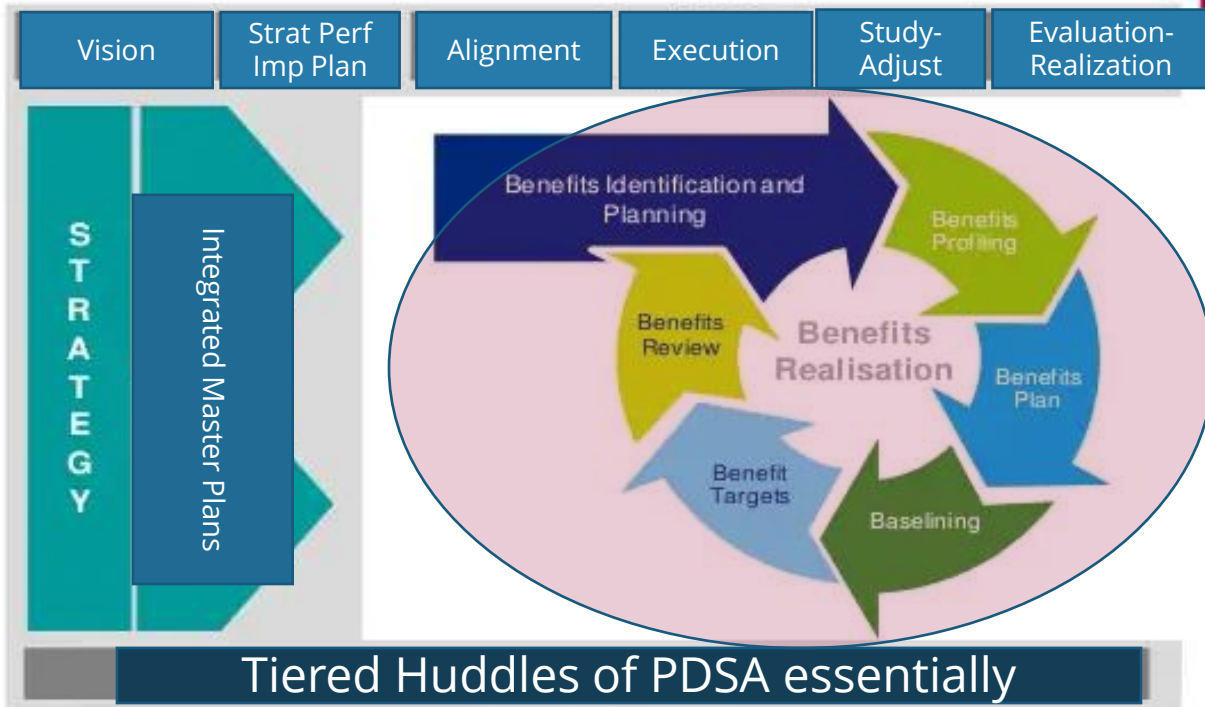 Vision
Strat Perf
Imp Plan
Alignment
Execution
Study-
Adjust
Evaluation-
Realization
STRATEGY
Integrated Master Plans
Benefits Identification and
Planning
Benefits
Profiling
Benefits
Plan
Baselining
Benefit
Targets
Benefits
Review
Benefits
Realisation
Tiered Huddles of PDSA essentially